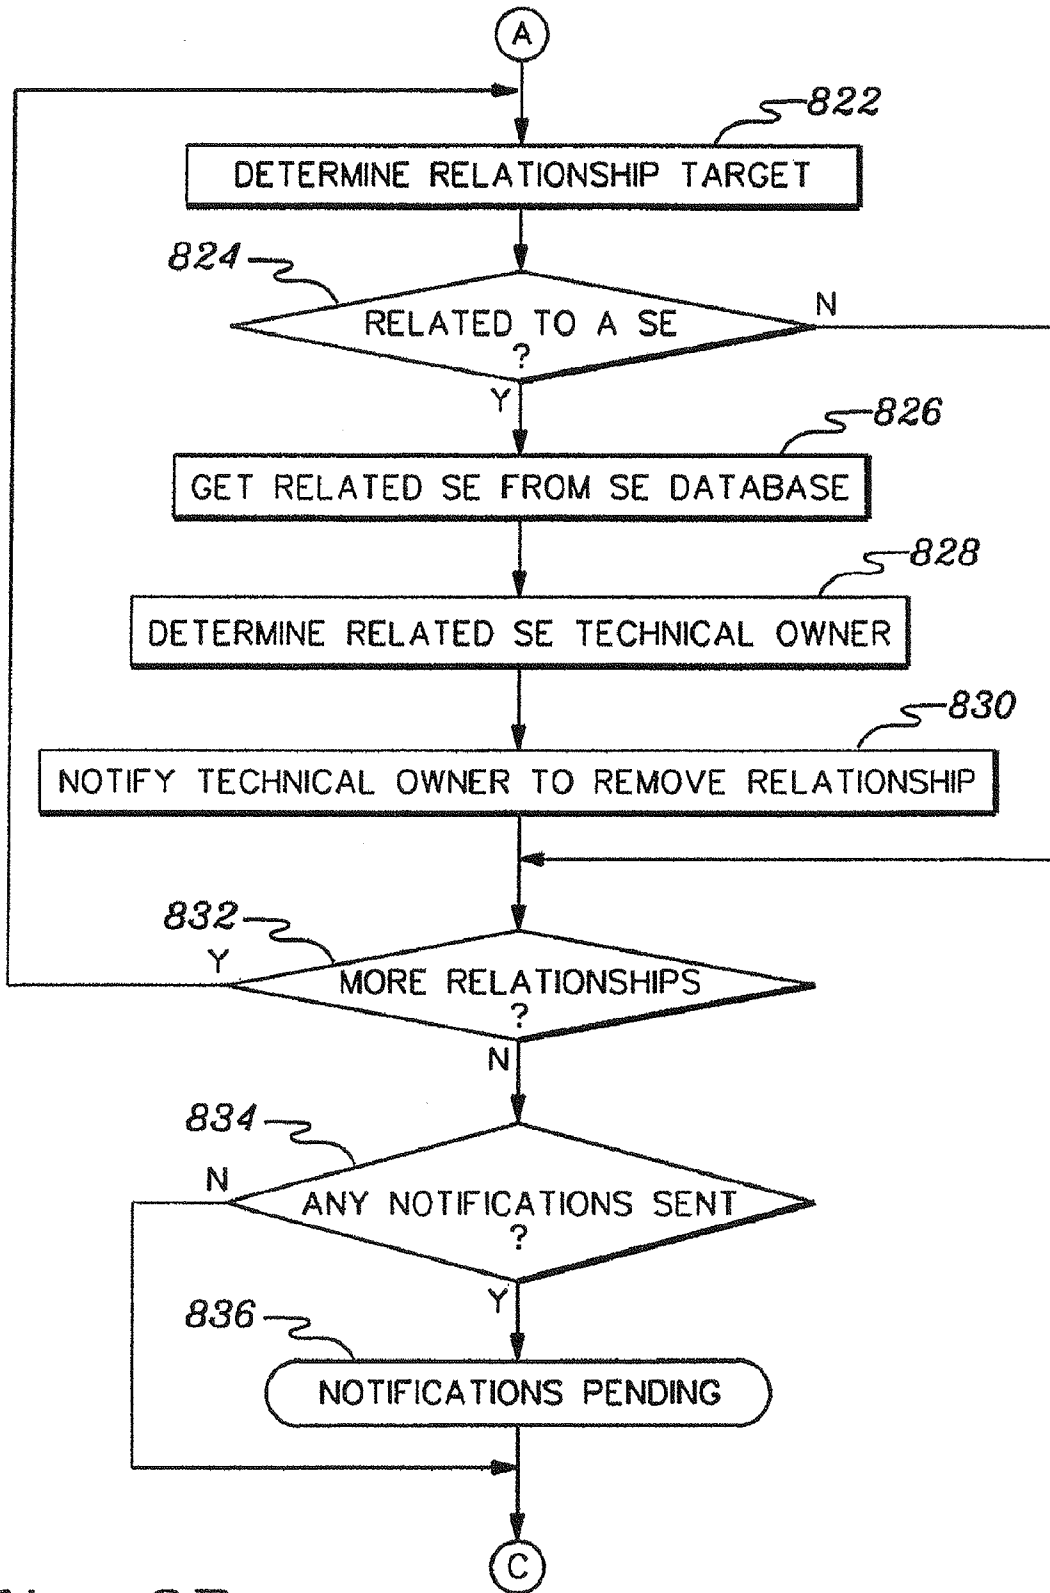 A
822
DETERMINE RELATIONSHIP TARGET
824
RELATED TO A SE
?
N
Y
826
GET RELATED SE FROM SE DATABASE
828
DETERMINE RELATED SE TECHNICAL OWNER
830
NOTIFY TECHNICAL OWNER TO REMOVE RELATIONSHIP
832
Y
MORE RELATIONSHIPS
?
N
834
N
ANY NOTIFICATIONS SENT
?
Y
836
NOTIFICATIONS PENDING
C